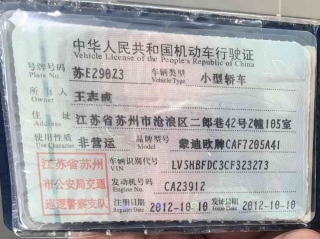 中华人民共和国机动车行驶证
Vehicle License of the People's Republic of China
号牌号码 苏E290Z3 车辆类型 小型轿车
Plate No. Vehicle Type
所有人 王志盛
Owner
住址 江苏省苏州市沧浪区二郎巷42号2幢105室
Address
使用性质 非营运 品牌型号 蒙迪欧牌CAF7205A41
Use Character Model
江苏省苏州
市公安局交通
巡逻警察支队
车辆识别代号 LVSHBFDC3CF323273
VIN
发动机号码 CA23912
Engine No.
注册日期 2012-10-10 发证日期 2012-10-10
Register Date Issue Date